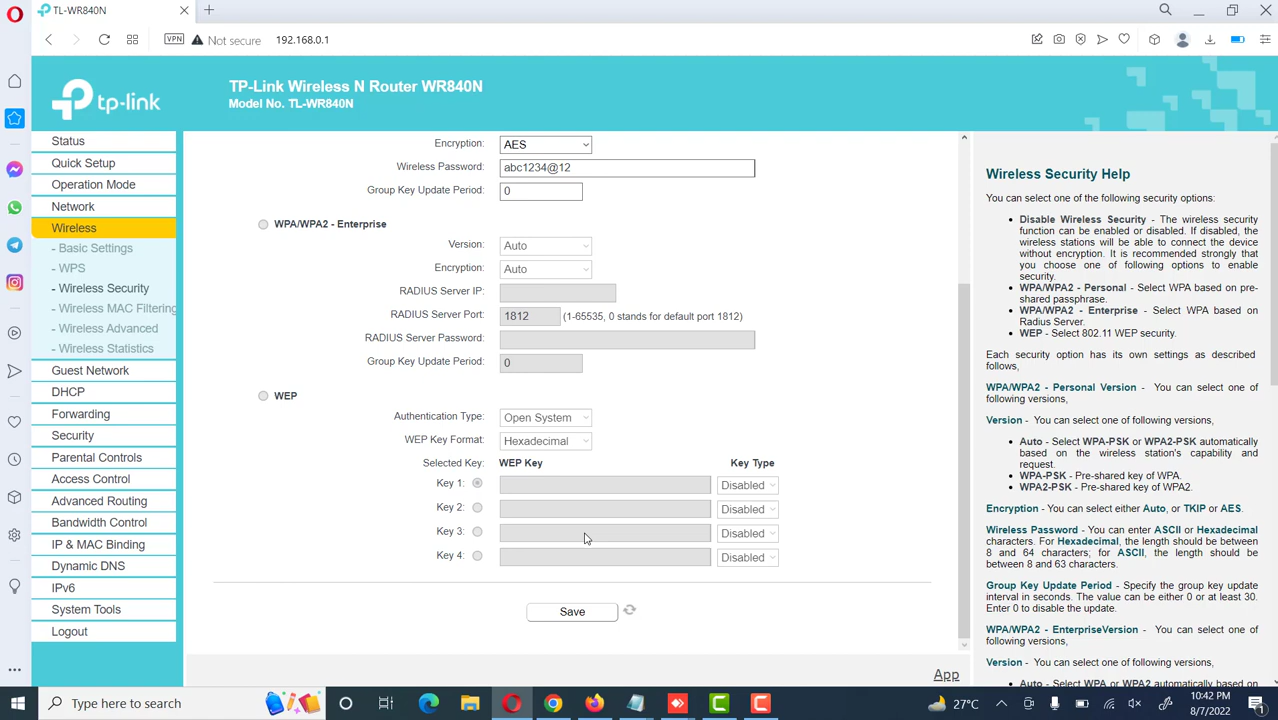 TL-WR840N
VPN
Not secure
192.168.0.1
tp-link
TP-Link Wireless N Router WR840N
Model No. TL-WR840N
Status
Quick Setup
Operation Mode
Network
Wireless
- Basic Settings
- WPS
- Wireless Security
- Wireless MAC Filtering
- Wireless Advanced
- Wireless Statistics
Guest Network
DHCP
Forwarding
Security
Parental Controls
Access Control
Advanced Routing
Bandwidth Control
IP & MAC Binding
Dynamic DNS
IPv6
System Tools
Logout
Encryption: AES
Wireless Password: abc1234@12
Group Key Update Period: 0
WPA/WPA2 - Enterprise
Version: Auto
Encryption: Auto
RADIUS Server IP:
RADIUS Server Port: 1812 (1-65535, 0 stands for default port 1812)
RADIUS Server Password:
Group Key Update Period: 0
WEP
Authentication Type: Open System
WEP Key Format: Hexadecimal
Selected Key: WEP Key Key Type
Key 1: Disabled
Key 2: Disabled
Key 3: Disabled
Key 4: Disabled
Save
App
Wireless Security Help
You can select one of the following security options:
Disable Wireless Security - The wireless security
function can be enabled or disabled. If disabled, the
wireless stations will be able to connect the device
without encryption. It is recommended strongly that
you choose one of following options to enable
security.
WPA/WPA2 - Personal - Select WPA based on pre-
shared passphrase.
WPA/WPA2 - Enterprise - Select WPA based on
Radius Server.
WEP - Select 802.11 WEP security.
Each security option has its own settings as described
follows,
WPA/WPA2 - Personal Version - You can select one of
following versions,
Version - You can select one of following versions,
Auto - Select WPA-PSK or WPA2-PSK automatically
based on the wireless station's capability and
request.
WPA-PSK - Pre-shared key of WPA.
WPA2-PSK - Pre-shared key of WPA2.
Encryption - You can select either Auto, or TKIP or AES.
Wireless Password - You can enter ASCII or Hexadecimal
characters. For Hexadecimal, the length should be between
8 and 64 characters; for ASCII, the length should be
between 8 and 63 characters.
Group Key Update Period - Specify the group key update
interval in seconds. The value can be either 0 or at least 30.
Enter 0 to disable the update.
WPA/WPA2 - EnterpriseVersion - You can select one of
following versions,
Version - You can select one of following versions,
Auto - Select WPA or WPA2 automatically based on
Type here to search
27°C
10:42 PM
8/7/2022
1